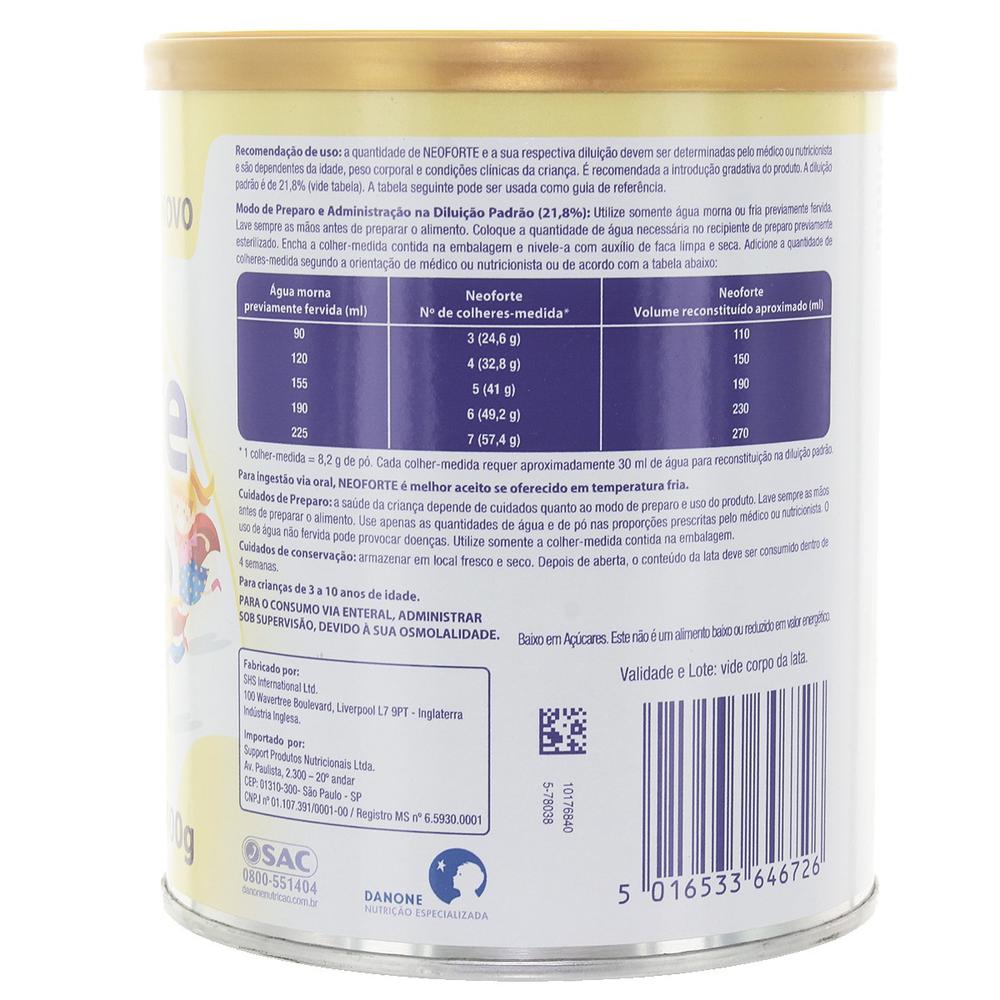 Recomendação de uso: a quantidade de NEOFORTE e a sua respectiva diluição devem ser determinadas pelo médico ou nutricionista
e são dependentes da idade, peso corporal e condições clínicas da criança. É recomendada a introdução gradativa do produto. A diluição
padrão é de 21,8% (vide tabela). A tabela seguinte pode ser usada como guia de referência.
Modo de Preparo e Administração na Diluição Padrão (21,8%): Utilize somente água morna ou fria previamente fervida.
Lave sempre as mãos antes de preparar o alimento. Coloque a quantidade de água necessária no recipiente de preparo previamente
esterilizado. Encha a colher-medida contida na embalagem e nivele-a com auxílio de faca limpa e seca. Adicione a quantidade de
colheres-medida segundo a orientação de médico ou nutricionista ou de acordo com a tabela abaixo:
Água morna
previamente fervida (ml)
Neoforte
Nº de colheres-medida*
Neoforte
Volume reconstituído aproximado (ml)
90 3 (24,6 g) 110
120 4 (32,8 g) 150
155 5 (41 g) 190
190 6 (49,2 g) 230
225 7 (57,4 g) 270
* 1 colher-medida = 8,2 g de pó. Cada colher-medida requer aproximadamente 30 ml de água para reconstituição na diluição padrão.
Para ingestão via oral, NEOFORTE é melhor aceito se oferecido em temperatura fria.
Cuidados de Preparo: a saúde da criança depende de cuidados quanto ao modo de preparo e uso do produto. Lave sempre as mãos
antes de preparar o alimento. Use apenas as quantidades de água e de pó nas proporções prescritas pelo médico ou nutricionista. O
uso de água não fervida pode provocar doenças. Utilize somente a colher-medida contida na embalagem.
Cuidados de conservação: armazenar em local fresco e seco. Depois de aberta, o conteúdo da lata deve ser consumido dentro de
4 semanas.
Para crianças de 3 a 10 anos de idade.
PARA O CONSUMO VIA ENTERAL, ADMINISTRAR
SOB SUPERVISÃO, DEVIDO À SUA OSMOLALIDADE.
Baixo em Açúcares. Este não é um alimento baixo ou reduzido em valor energético.
Validade e Lote: vide corpo da lata.
Fabricado por:
SHS International Ltd.
100 Wavertree Boulevard, Liverpool L7 9PT - Inglaterra
Indústria Inglesa.
Importado por:
Support Produtos Nutricionais Ltda.
Av. Paulista, 2.300 – 20º andar
CEP: 01310-300- São Paulo - SP
CNPJ nº 01.107.391/0001-00 / Registro MS nº 6.5930.0001
10176840
5-78038
SAC
0800-551404
danonenutricao.com.br
DANONE
NUTRIÇÃO ESPECIALIZADA
5 016533 646726